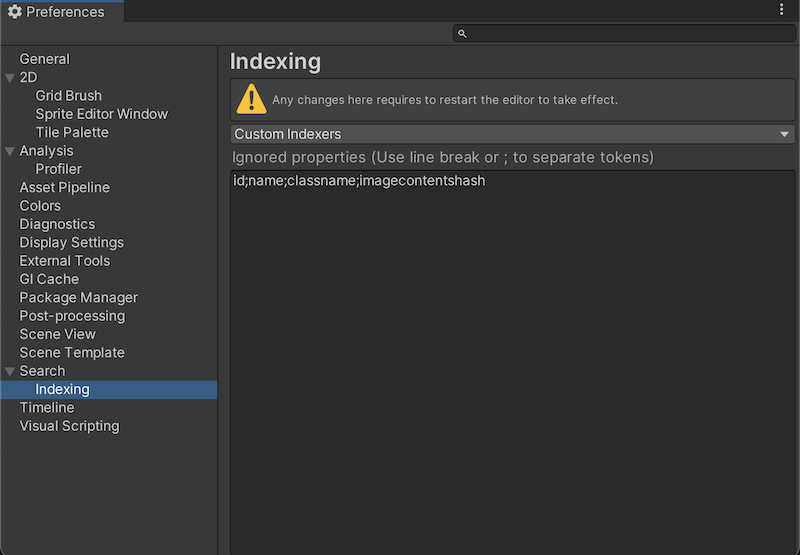 Preferences
General
2D
Grid Brush
Sprite Editor Window
Tile Palette
Analysis
Profiler
Asset Pipeline
Colors
Diagnostics
Display Settings
External Tools
GI Cache
Package Manager
Post-processing
Scene View
Scene Template
Search
Indexing
Timeline
Visual Scripting
Indexing
Any changes here requires to restart the editor to take effect.
Custom Indexers
Ignored properties (Use line break or ; to separate tokens)
id;name;classname;imagecontentshash